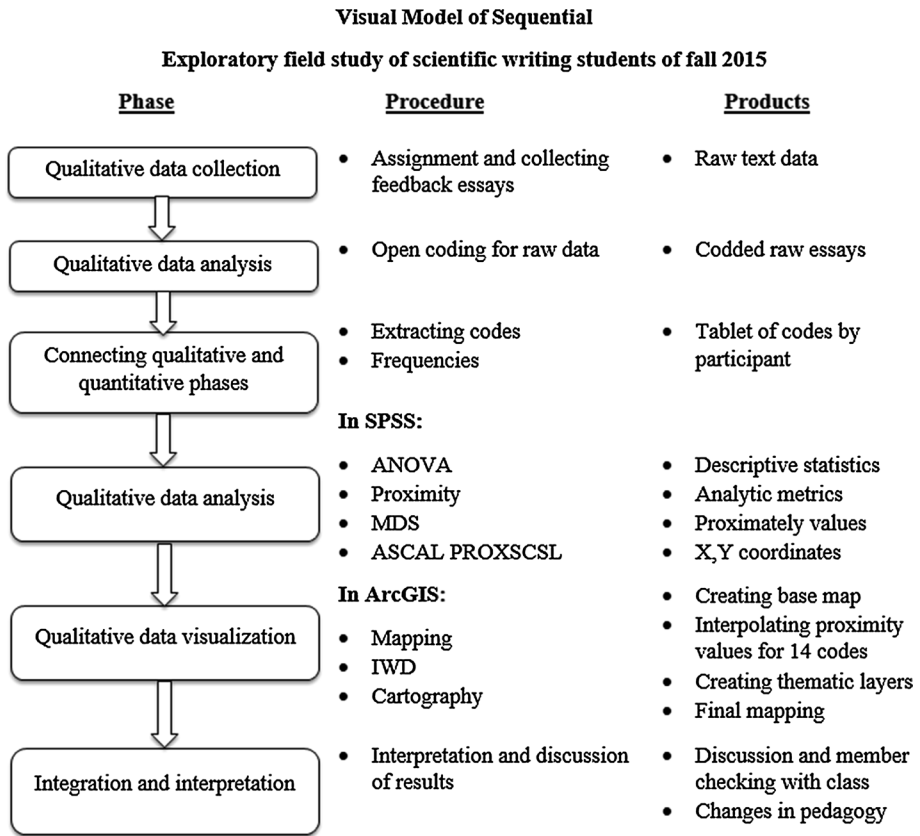 Visual Model of Sequential
Exploratory field study of scientific writing students of fall 2015
Phase
Procedure
Products
Qualitative data collection
• Assignment and collecting
feedback essays
• Raw text data
Qualitative data analysis
• Open coding for raw data
• Codded raw essays
Connecting qualitative and
quantitative phases
• Extracting codes
• Frequencies
• Tablet of codes by
participant
In SPSS:
Qualitative data analysis
• ANOVA
• Proximity
• MDS
• ASCAL PROXSCSL
• Descriptive statistics
• Analytic metrics
• Proximately values
• X,Y coordinates
In ArcGIS:
Qualitative data visualization
• Mapping
• IWD
• Cartography
• Creating base map
• Interpolating proximity
values for 14 codes
• Creating thematic layers
• Final mapping
Integration and interpretation
• Interpretation and discussion
of results
• Discussion and member
checking with class
• Changes in pedagogy